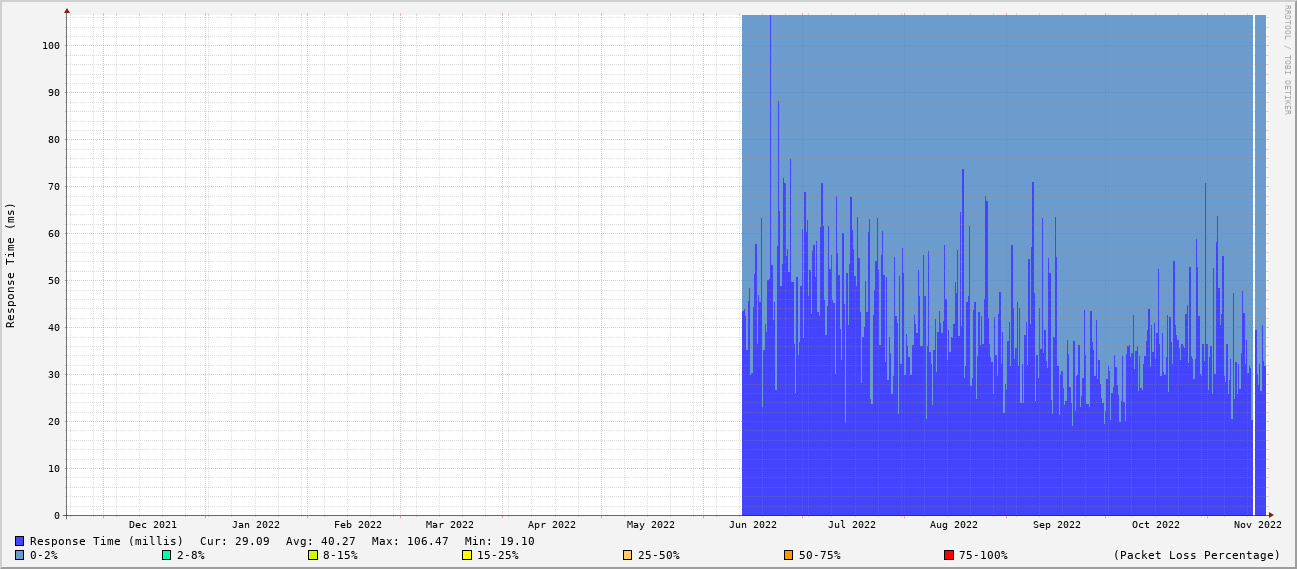 RRDTOOL / TOBI OETIKER
Response Time (ms)
100
90
80
70
60
50
40
30
20
10
0
Dec 2021 Jan 2022 Feb 2022 Mar 2022 Apr 2022 May 2022 Jun 2022 Jul 2022 Aug 2022 Sep 2022 Oct 2022 Nov 2022
Response Time (millis) Cur: 29.09 Avg: 40.27 Max: 106.47 Min: 19.10
0-2% 2-8% 8-15% 15-25% 25-50% 50-75% 75-100% (Packet Loss Percentage)